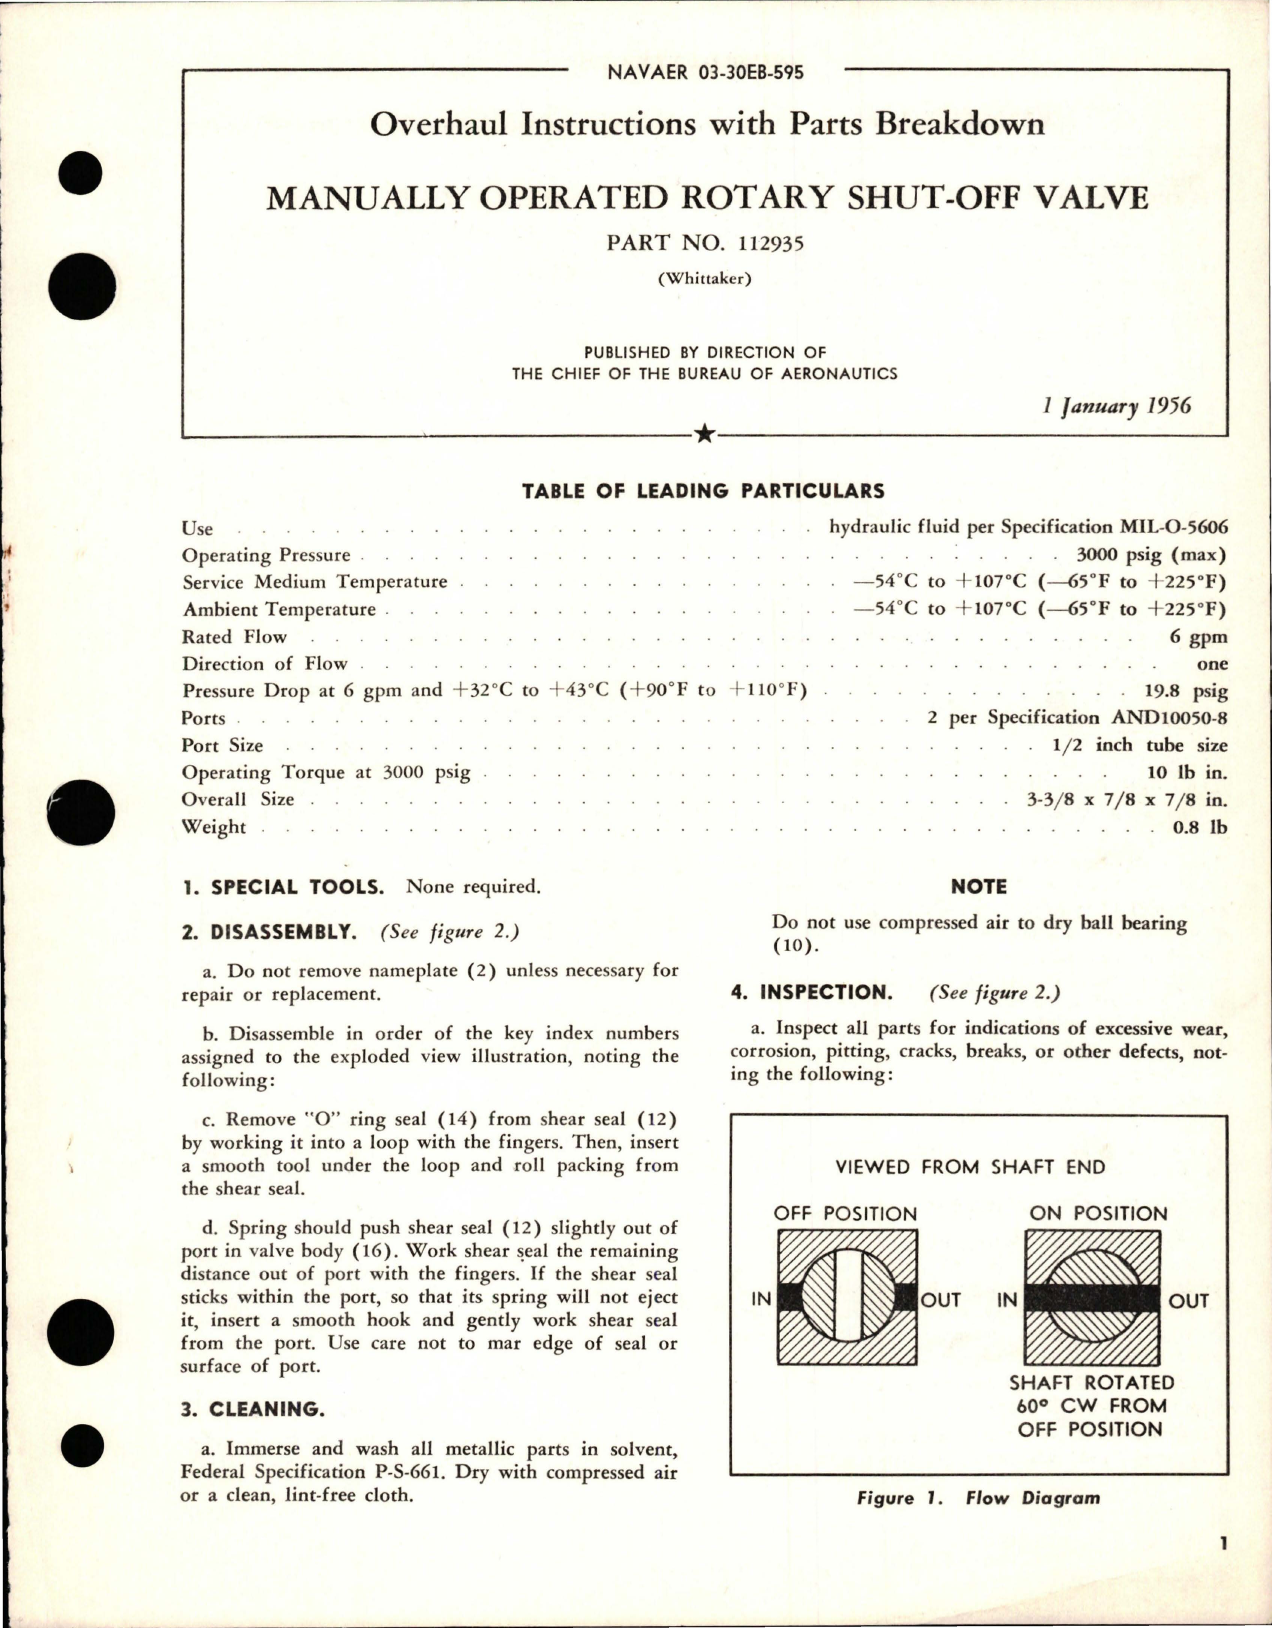 NAVAER 03-30EB-595
Overhaul Instructions with Parts Breakdown
MANUALLY OPERATED ROTARY SHUT-OFF VALVE
PART NO. 112935
(Whittaker)
PUBLISHED BY DIRECTION OF
THE CHIEF OF THE BUREAU OF AERONAUTICS
1 January 1956
TABLE OF LEADING PARTICULARS
Use . . . . . hydraulic fluid per Specification MIL-O-5606
Operating Pressure . . . . . 3000 psig (max)
Service Medium Temperature . . . . . —54°C to +107°C (—65°F to +225°F)
Ambient Temperature . . . . . —54°C to +107°C (—65°F to +225°F)
Rated Flow . . . . . 6 gpm
Direction of Flow . . . . . one
Pressure Drop at 6 gpm and +32°C to +43°C (+90°F to +110°F) . . . . . 19.8 psig
Ports . . . . . 2 per Specification AND10050-8
Port Size . . . . . 1/2 inch tube size
Operating Torque at 3000 psig . . . . . 10 lb in.
Overall Size . . . . . 3-3/8 x 7/8 x 7/8 in.
Weight . . . . . 0.8 lb
1. SPECIAL TOOLS. None required.
2. DISASSEMBLY. (See figure 2.)
a. Do not remove nameplate (2) unless necessary for
repair or replacement.
b. Disassemble in order of the key index numbers
assigned to the exploded view illustration, noting the
following:
c. Remove "O" ring seal (14) from shear seal (12)
by working it into a loop with the fingers. Then, insert
a smooth tool under the loop and roll packing from
the shear seal.
d. Spring should push shear seal (12) slightly out of
port in valve body (16). Work shear seal the remaining
distance out of port with the fingers. If the shear seal
sticks within the port, so that its spring will not eject
it, insert a smooth hook and gently work shear seal
from the port. Use care not to mar edge of seal or
surface of port.
3. CLEANING.
a. Immerse and wash all metallic parts in solvent,
Federal Specification P-S-661. Dry with compressed air
or a clean, lint-free cloth.
NOTE
Do not use compressed air to dry ball bearing
(10).
4. INSPECTION. (See figure 2.)
a. Inspect all parts for indications of excessive wear,
corrosion, pitting, cracks, breaks, or other defects, not-
ing the following:
VIEWED FROM SHAFT END
OFF POSITION
ON POSITION
IN
OUT
IN
OUT
SHAFT ROTATED
60° CW FROM
OFF POSITION
Figure 1. Flow Diagram
1